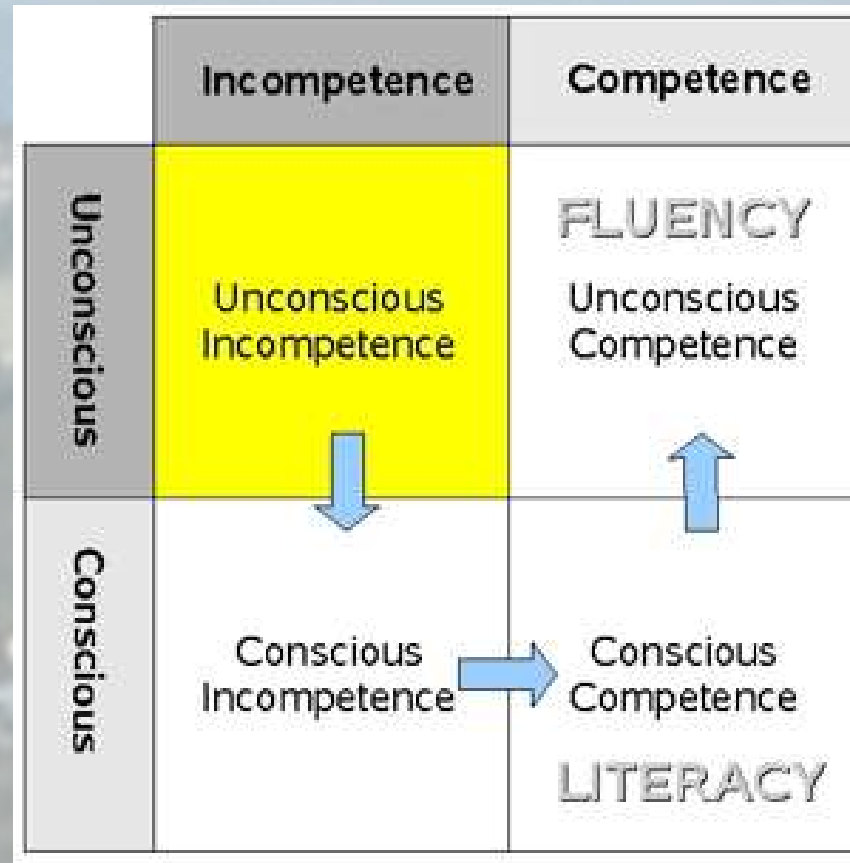 Incompetence
Competence
Unconscious
Unconscious
Incompetence
FLUENCY
Unconscious
Competence
Conscious
Conscious
Incompetence
Conscious
Competence
LITERACY